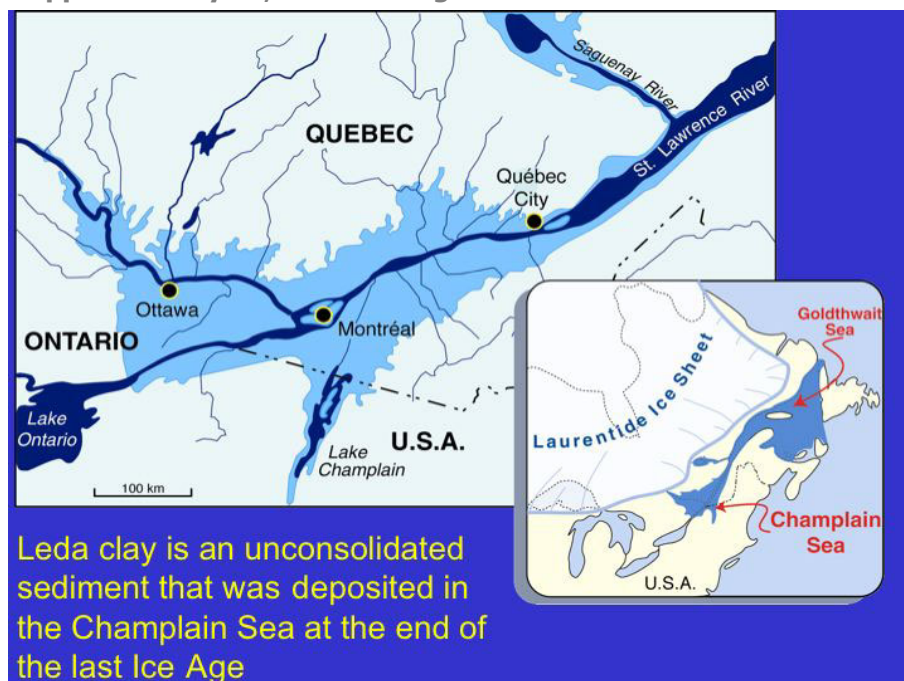 Saguenay River
St. Lawrence River
QUEBEC
Québec
City
Ottawa
Montréal
ONTARIO
Lake
Ontario
U.S.A.
Lake
Champlain
100 km
Goldthwait
Sea
Laurentide Ice Sheet
Champlain
Sea
U.S.A.
Leda clay is an unconsolidated
sediment that was deposited in
the Champlain Sea at the end of
the last Ice Age